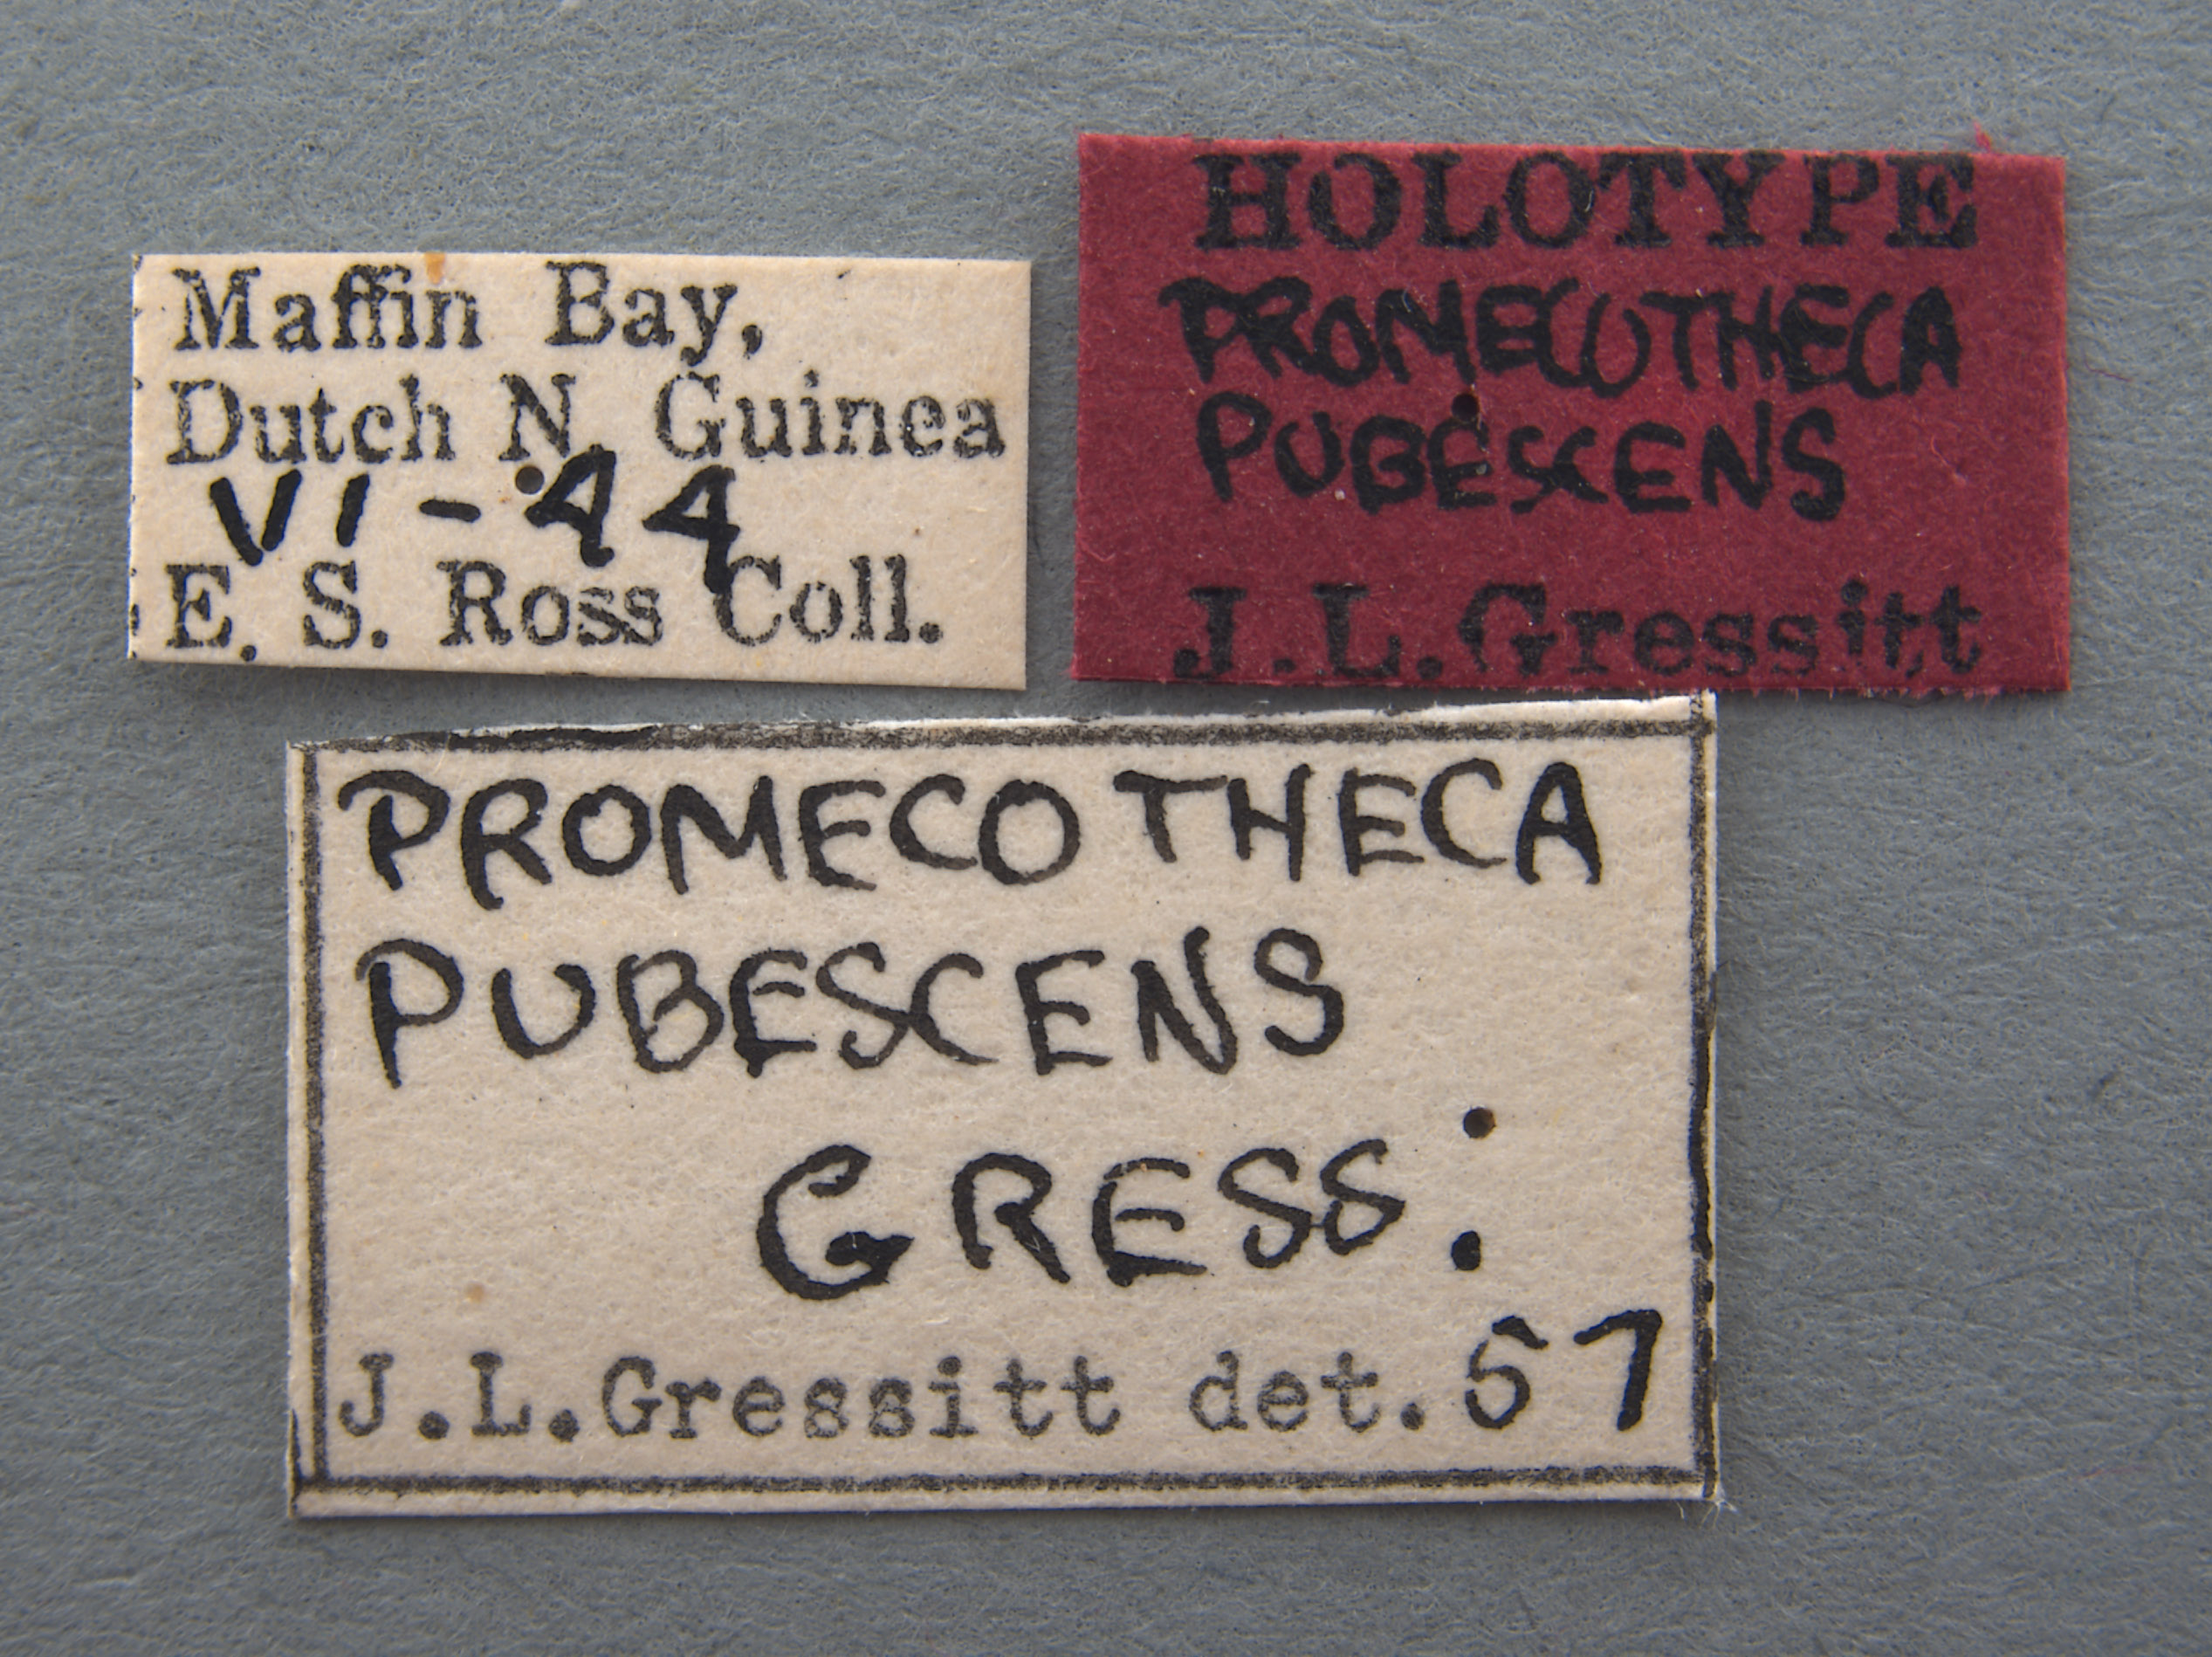 Maffin Bay,
Dutch N. Guinea
VI - 44
E. S. Ross Coll.
HOLOTYPE
PROMECOTHECA
PUBESCENS
J.L.Gressitt
PROMECOTHECA
PUBESCENS
GRESS.
J.L.Gressitt det. 57